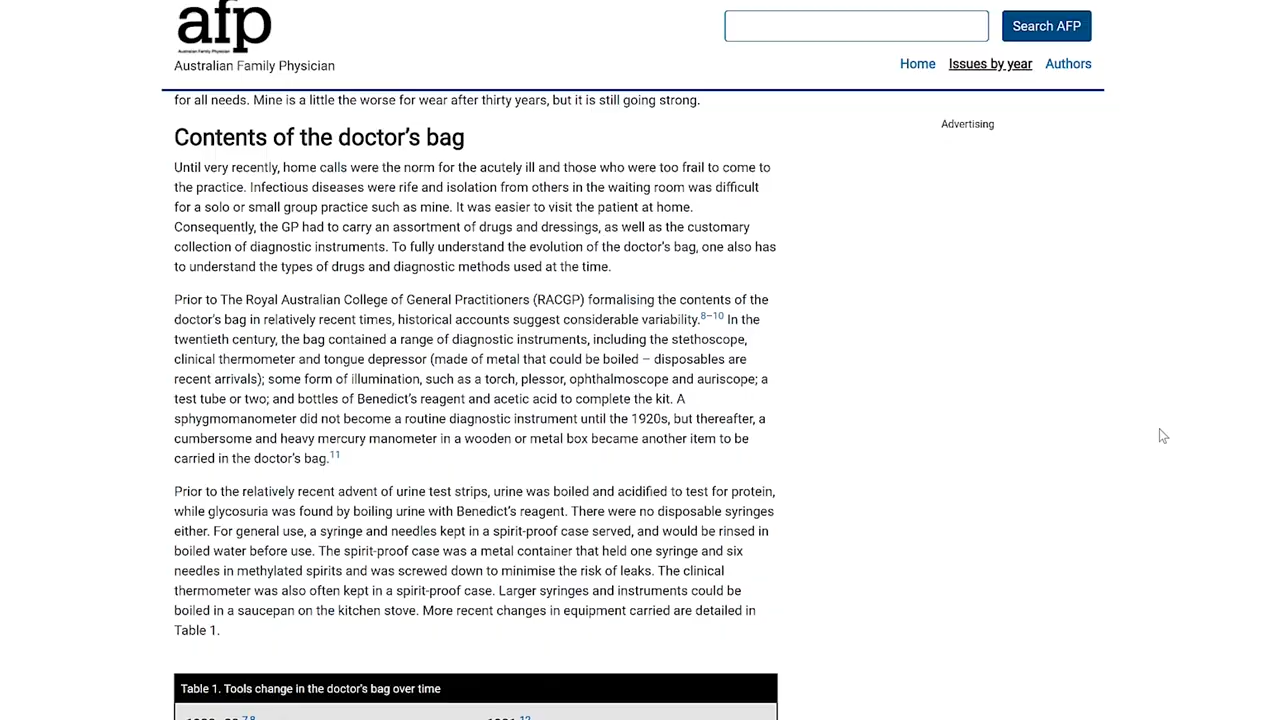 afp
Australian Family Physician
Australian Family Physician
Search AFP
Home
Issues by year
Authors
for all needs. Mine is a little the worse for wear after thirty years, but it is still going strong.
Advertising
Contents of the doctor’s bag
Until very recently, home calls were the norm for the acutely ill and those who were too frail to come to
the practice. Infectious diseases were rife and isolation from others in the waiting room was difficult
for a solo or small group practice such as mine. It was easier to visit the patient at home.
Consequently, the GP had to carry an assortment of drugs and dressings, as well as the customary
collection of diagnostic instruments. To fully understand the evolution of the doctor’s bag, one also has
to understand the types of drugs and diagnostic methods used at the time.
Prior to The Royal Australian College of General Practitioners (RACGP) formalising the contents of the
doctor’s bag in relatively recent times, historical accounts suggest considerable variability.8–10 In the
twentieth century, the bag contained a range of diagnostic instruments, including the stethoscope,
clinical thermometer and tongue depressor (made of metal that could be boiled – disposables are
recent arrivals); some form of illumination, such as a torch, plessor, ophthalmoscope and auriscope; a
test tube or two; and bottles of Benedict’s reagent and acetic acid to complete the kit. A
sphygmomanometer did not become a routine diagnostic instrument until the 1920s, but thereafter, a
cumbersome and heavy mercury manometer in a wooden or metal box became another item to be
carried in the doctor’s bag.11
Prior to the relatively recent advent of urine test strips, urine was boiled and acidified to test for protein,
while glycosuria was found by boiling urine with Benedict’s reagent. There were no disposable syringes
either. For general use, a syringe and needles kept in a spirit-proof case served, and would be rinsed in
boiled water before use. The spirit-proof case was a metal container that held one syringe and six
needles in methylated spirits and was screwed down to minimise the risk of leaks. The clinical
thermometer was also often kept in a spirit-proof case. Larger syringes and instruments could be
boiled in a saucepan on the kitchen stove. More recent changes in equipment carried are detailed in
Table 1.
Table 1. Tools change in the doctor’s bag over time